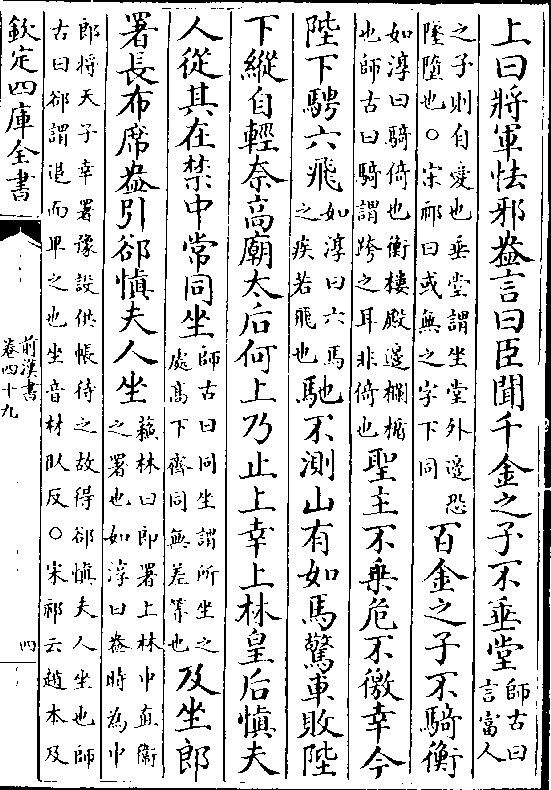 上曰將軍怯邪盎言曰臣聞千金之子不垂堂師古曰言富人
之子則自愛也垂堂謂坐堂外邊恐墜墮也○宋祁曰或無之字下同百金之子不騎衡
如淳曰騎倚也衡樓殿邊欄楯也師古曰騎謂跨之耳非倚也聖主不乗危不徼幸今
陛下騁六飛如淳曰六馬之疾若飛也馳不測山有如馬驚車敗陛
下縱自輕奈高廟太后何上乃止上幸上林皇后慎夫
人從其在禁中常同坐師古曰同坐謂所坐之處髙下齊同無差等也及坐郎
署長布席盎引郤慎夫人坐蘇林曰郎署上林中直衛之署也如淳曰盎時為中
郎將天子幸署豫設供帳待之故得郤慎夫人坐也師古曰郤謂退而卑之也坐音材臥反○宋祁云趙本及
欽定四庫全書
前漢書
卷四十九
四